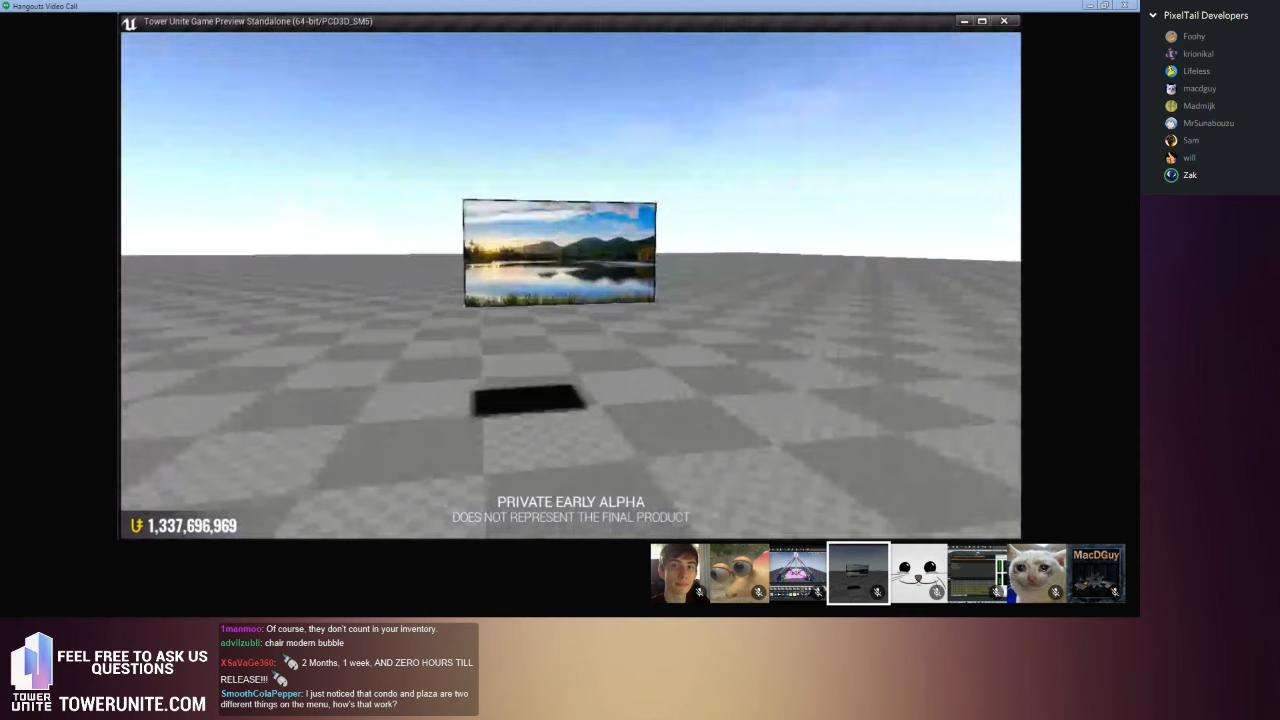 Hangouts Video Call
Tower Unite Game Preview Standalone (64-bit/PCD3D_SM5)
PixelTail Developers
Foohy
krionikal
Lifeless
macdguy
Madmijk
MrSunabouzu
Sam
will
Zak
PRIVATE EARLY ALPHA
DOES NOT REPRESENT THE FINAL PRODUCT
1,337,696,969
MacDGuy
FEEL FREE TO ASK US
QUESTIONS
TOWER
UNITE
TOWERUNITE.COM
1manmoo: Of course, they don't count in your inventory.
advilzubli: chair modern bubble
XSaVaGe360: 2 Months, 1 week, AND ZERO HOURS TILL
RELEASE!!!
SmoothColaPepper: I just noticed that condo and plaza are two
different things on the menu, how's that work?